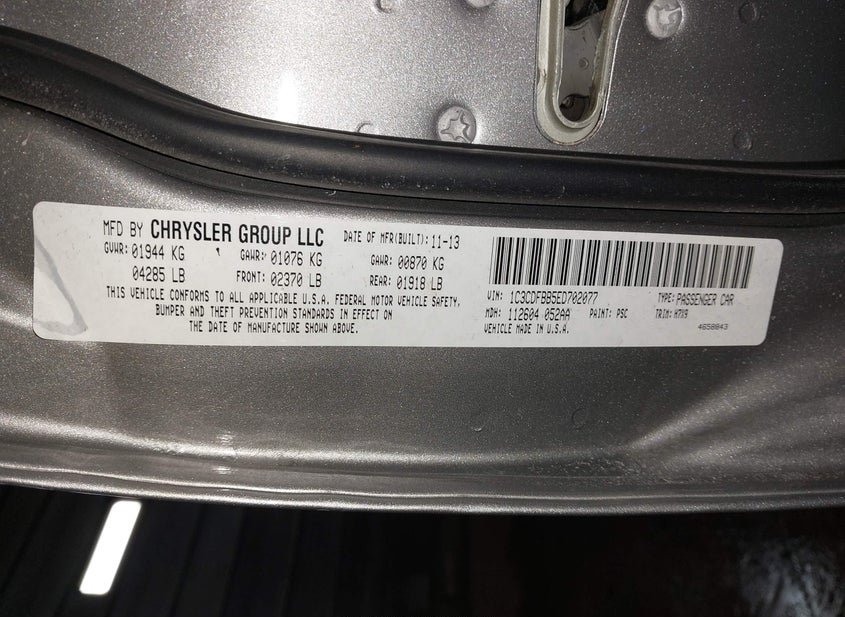 MFD BY CHRYSLER GROUP LLC DATE OF MFR(BUILT): 11-13
GVWR: 01944 KG GAWR: 01076 KG GAWR: 00870 KG
04285 LB FRONT: 02370 LB REAR: 01918 LB
THIS VEHICLE CONFORMS TO ALL APPLICABLE U.S.A. FEDERAL MOTOR VEHICLE SAFETY,
BUMPER AND THEFT PREVENTION STANDARDS IN EFFECT ON
THE DATE OF MANUFACTURE SHOWN ABOVE.
VIN: 1C3CDFBB5ED702077 TYPE: PASSENGER CAR
MDH: 112604 052AA PAINT: PSC TRIM: H7X9
VEHICLE MADE IN U.S.A. 4658843